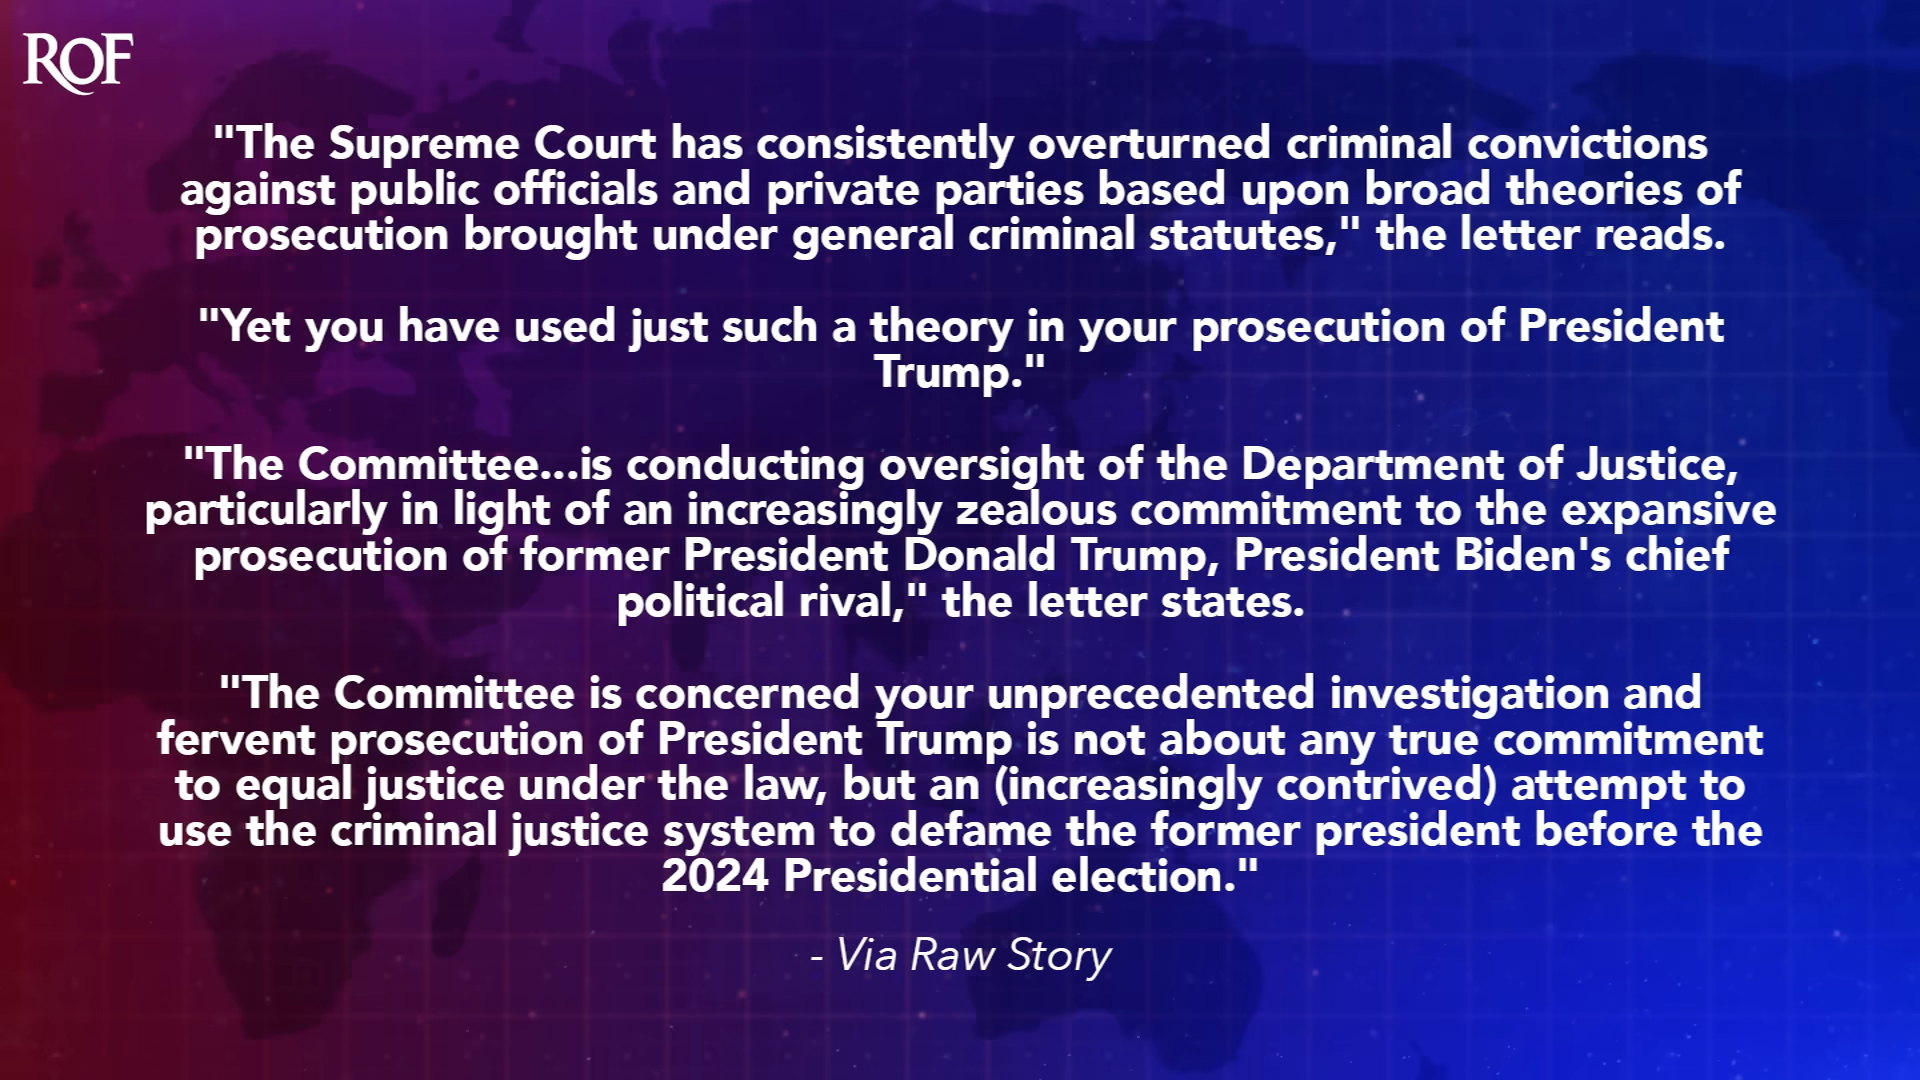 ROF
"The Supreme Court has consistently overturned criminal convictions
against public officials and private parties based upon broad theories of
prosecution brought under general criminal statutes," the letter reads.
"Yet you have used just such a theory in your prosecution of President
Trump."
"The Committee...is conducting oversight of the Department of Justice,
particularly in light of an increasingly zealous commitment to the expansive
prosecution of former President Donald Trump, President Biden's chief
political rival," the letter states.
"The Committee is concerned your unprecedented investigation and
fervent prosecution of President Trump is not about any true commitment
to equal justice under the law, but an (increasingly contrived) attempt to
use the criminal justice system to defame the former president before the
2024 Presidential election."
- Via Raw Story